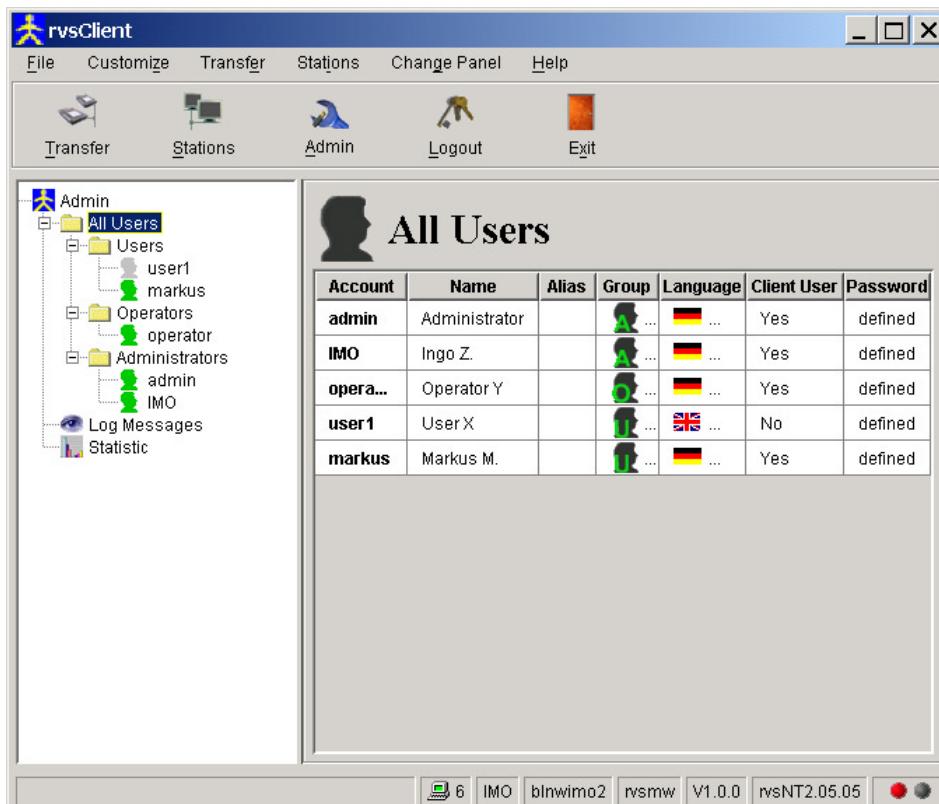 rvsClient
File Customize Transfer Stations Change Panel Help
Transfer Stations Admin Logout Exit
Admin
All Users
Users
user1
markus
Operators
operator
Administrators
admin
IMO
Log Messages
Statistic
All Users
Account Name Alias Group Language Client User Password
admin Administrator A ... ... Yes defined
IMO Ingo Z. A ... ... Yes defined
opera... Operator Y O ... ... Yes defined
user1 User X U ... ... No defined
markus Markus M. U ... ... Yes defined
6 IMO blnwimo2 rvsmw V1.0.0 rvsNT2.05.05